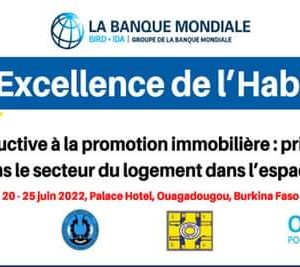 LA BANQUE MONDIALE
BIRD • IDA | GROUPE DE LA BANQUE MONDIALE
Excellence de l'Hab
uctive à la promotion immobilière : pri
s le secteur du logement dans l'espac
20 - 25 juin 2022, Palace Hotel, Ouagadougou, Burkina Faso
PO